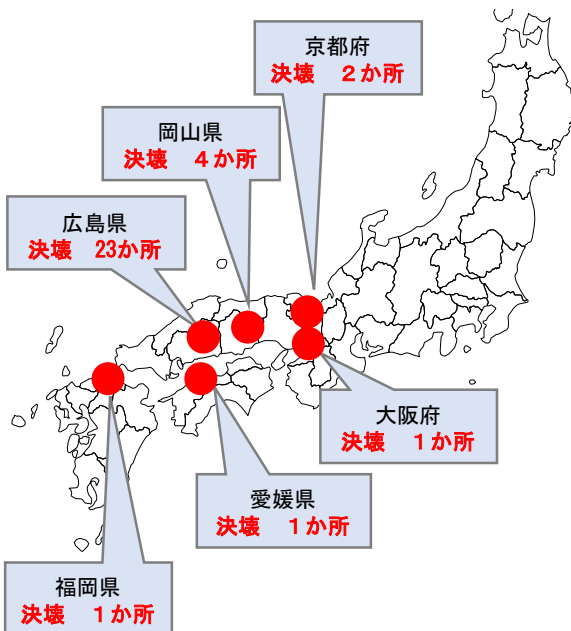 京都府
決壊　２か所
岡山県
決壊　４か所
広島県
決壊　23か所
大阪府
決壊　１か所
愛媛県
決壊　１か所
福岡県
決壊　１か所